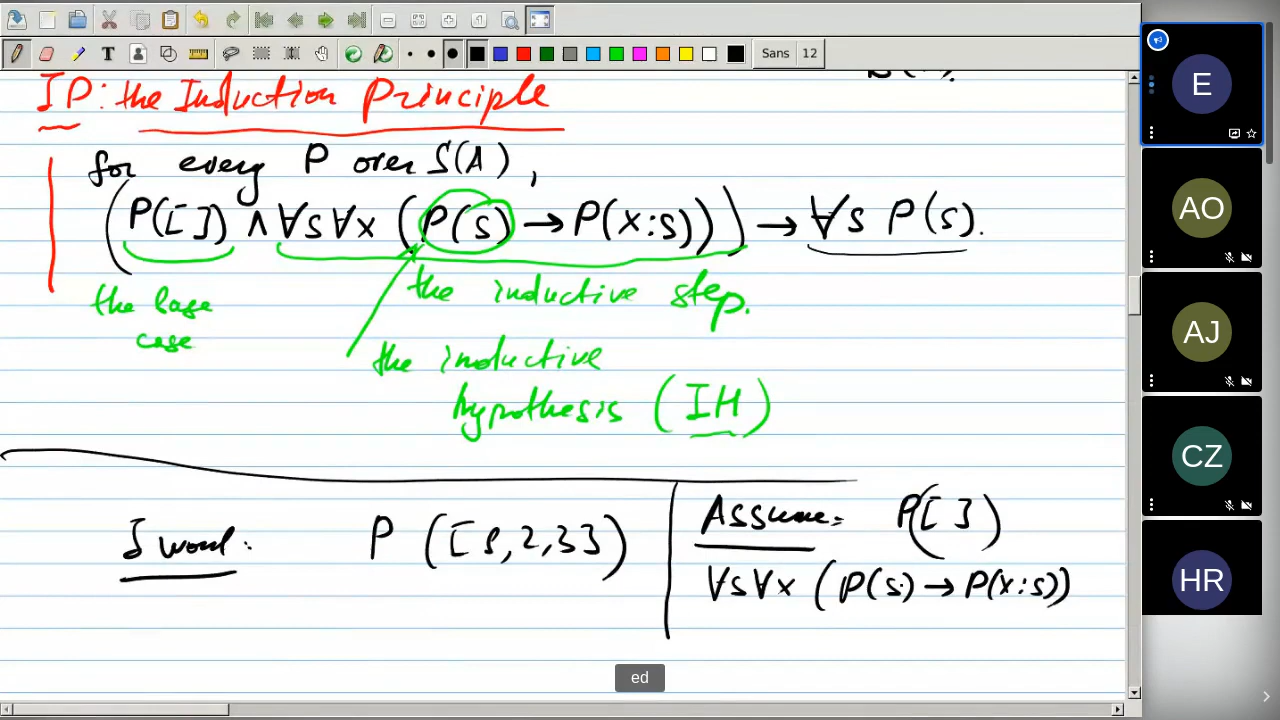 Sans 12
IP: the Induction Principle
for every P over S(A),
(P([]) ∧ ∀s∀x (P(s) → P(x:s))) → ∀s P(s).
the base case
the inductive step.
the inductive
hypothesis (IH)
I want: P([1,2,3])
Assume: P([])
∀s∀x (P(s) → P(x:s))
ed
E
AO
AJ
CZ
HR